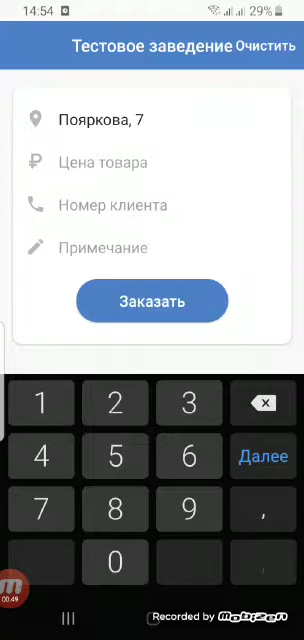 14:54 29%
Тестовое заведение Очистить
Пояркова, 7
Цена товара
Номер клиента
Примечание
Заказать
1 2 3
4 5 6 Далее
7 8 9 ,
0 ,
00:49
Recorded by MOBIZEN